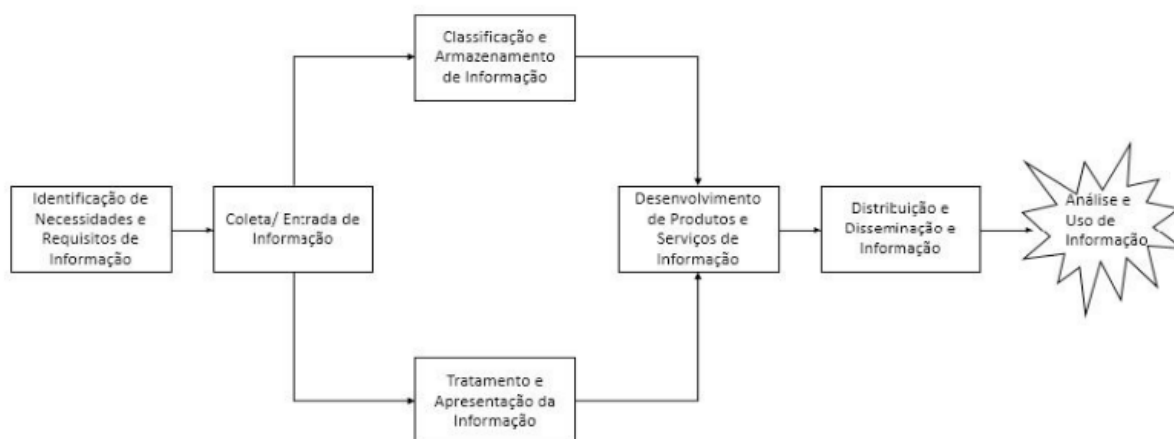 Classificação e
Armazenamento
de Informação
Identificação de
Necessidades e
Requisitos de
Informação
Coleta/ Entrada de
Informação
Desenvolvimento
de Produtos e
Serviços de
Informação
Distribuição e
Disseminação e
Informação
Análise e
Uso de
Informação
Tratamento e
Apresentação da
Informação